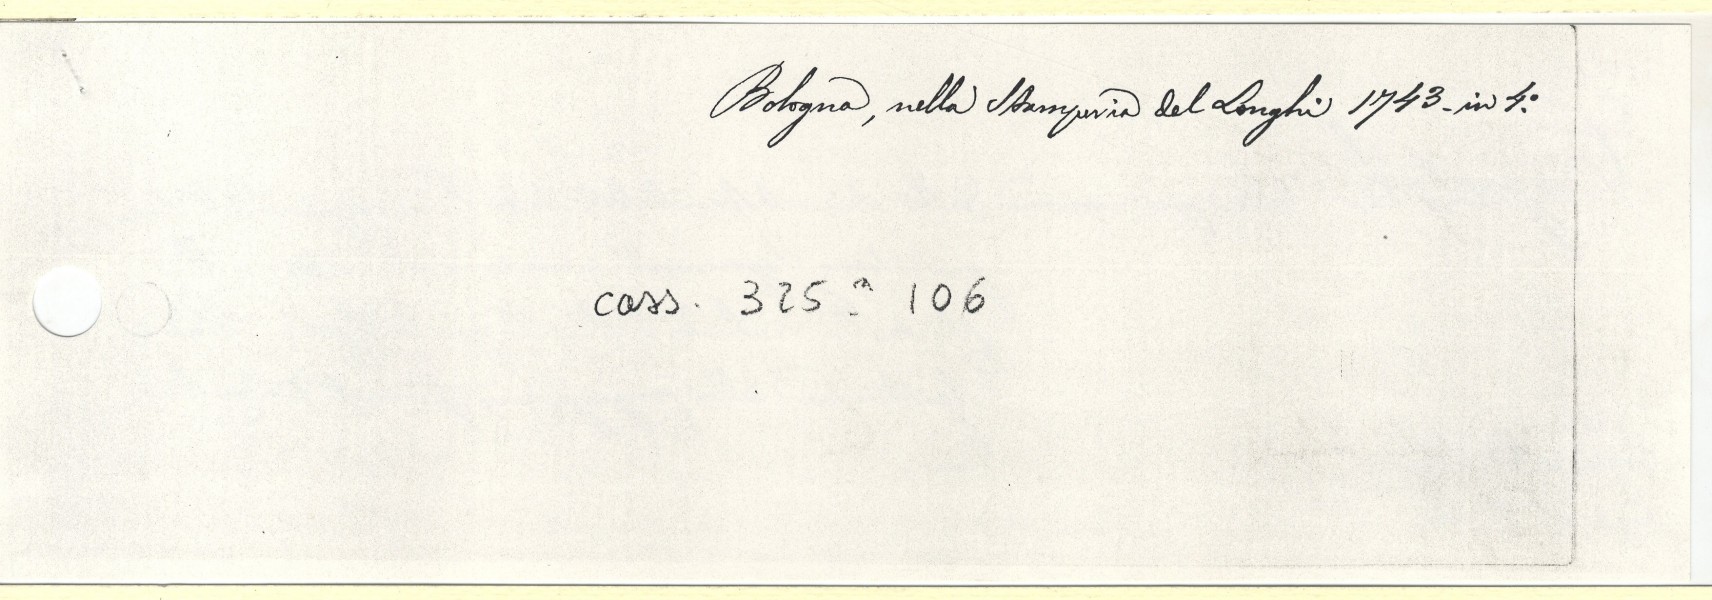 Bologna, nella Stamperia del Longhi 1743 - in 4.º
cass. 325 n 106